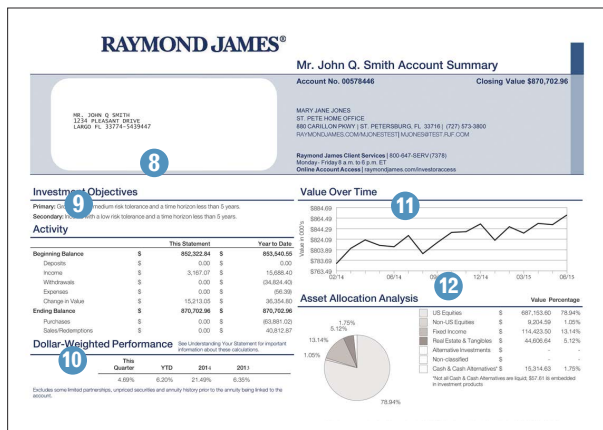 RAYMOND JAMES®
Mr. John Q. Smith Account Summary
Account No. 00578446 Closing Value $870,702.96
MR. JOHN Q SMITH
1234 PLEASANT DRIVE
LARGO FL 33774-5439447
8
MARY JANE JONES
ST. PETE HOME OFFICE
880 CARILLON PKWY | ST. PETERSBURG, FL 33716 | (727) 573-3800
RAYMONDJAMES.COM/MJONESTEST| MJONES@TEST.RJF.COM
Raymond James Client Services | 800-647-SERV (7378)
Monday- Friday 8 a.m. to 6 p.m. ET
Online Account Access | raymondjames.com/investoraccess
Investment Objectives
9
Primary: medium risk tolerance and a time horizon less than 5 years.
Secondary: with a low risk tolerance and a time horizon less than 5 years.
Activity
This Statement Year to Date
Beginning Balance $ 852,322.84 $ 853,540.55
Deposits $ 0.00 $ 0.00
Income $ 3,167.07 $ 15,688.40
Withdrawals $ 0.00 $ (34,824.40)
Expenses $ 0.00 $ (56.39)
Change in Value $ 15,213.05 $ 36,354.80
Ending Balance $ 870,702.96 $ 870,702.96
Purchases $ 0.00 $ (63,881.02)
Sales/Redemptions $ 0.00 $ 40,812.87
Dollar-Weighted Performance See Understanding Your Statement for important
information about these calculations.
10
This
Quarter YTD 2014 2013
4.69% 6.20% 21.49% 6.35%
Excludes some limited partnerships, unpriced securities and annuity history prior to the annuity being linked to the
account.
Value Over Time
11
Value in 000's
$884.69
$864.49
$844.29
$824.09
$803.89
$783.69
$763.49
02/14 06/14 09/ 12/14 03/15 06/15
12
Asset Allocation Analysis Value Percentage
US Equities $ 687,153.60 78.94%
Non-US Equities $ 9,204.59 1.05%
Fixed Income $ 114,423.50 13.14%
Real Estate & Tangibles $ 44,606.64 5.12%
Alternative Investments $ - -
Non-classified $ - -
Cash & Cash Alternatives* $ 15,314.63 1.75%
*Not all Cash & Cash Alternatives are liquid; $57.61 is embedded
in investment products
1.75%
5.12%
13.14%
1.05%
78.94%